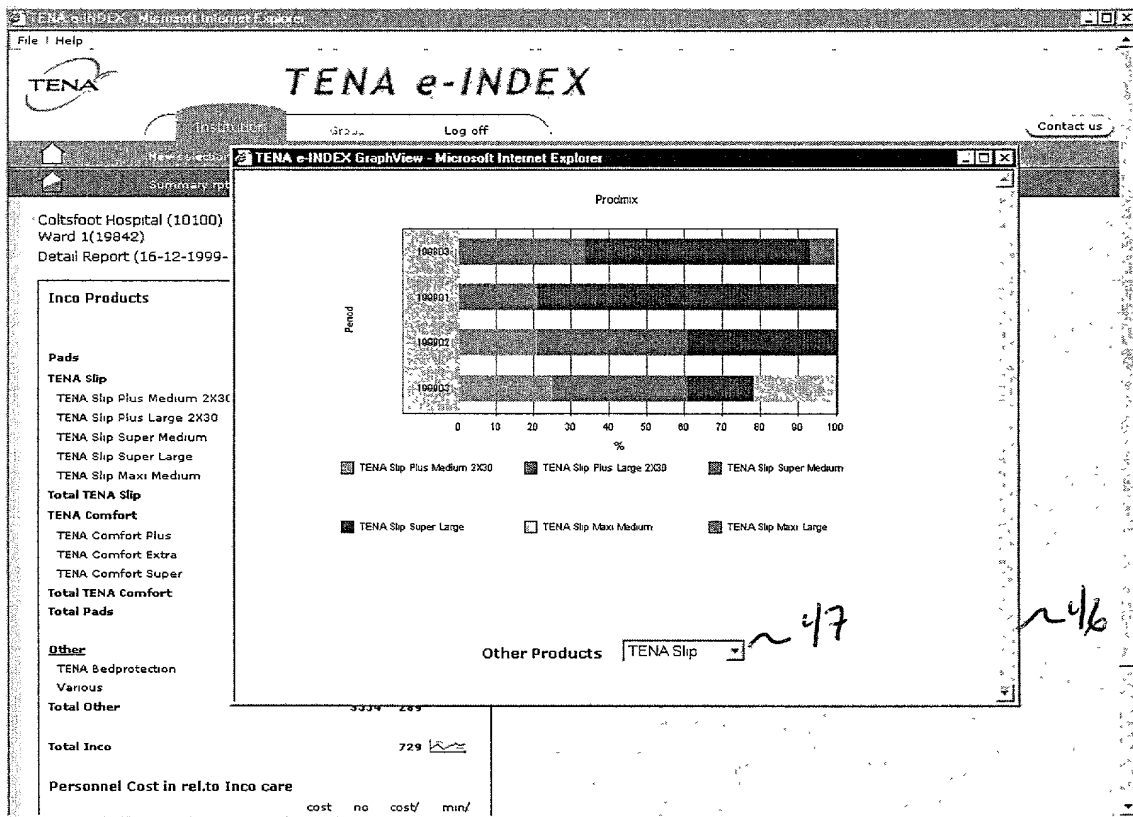 TENA e-INDEX - Microsoft Internet Explorer
File Help
TENA
TENA e-INDEX
Institution Group Log off
Contact us
TENA e-INDEX GraphView - Microsoft Internet Explorer
Summary rpt
Coltsfoot Hospital (10100)
Ward 1(19842)
Detail Report (16-12-1999-
Prodmix
Period
0 10 20 30 40 50 60 70 80 90 100
%
TENA Slip Plus Medium 2X30 TENA Slip Plus Large 2X30 TENA Slip Super Medium
TENA Slip Super Large TENA Slip Maxi Medium TENA Slip Maxi Large
Other Products TENA Slip
47
46
Inco Products
Pads
TENA Slip
TENA Slip Plus Medium 2X30
TENA Slip Plus Large 2X30
TENA Slip Super Medium
TENA Slip Super Large
TENA Slip Maxi Medium
Total TENA Slip
TENA Comfort
TENA Comfort Plus
TENA Comfort Extra
TENA Comfort Super
Total TENA Comfort
Total Pads
Other
TENA Bedprotection
Various
Total Other
Total Inco 729
Personnel Cost in rel.to Inco care
cost no cost/ min/